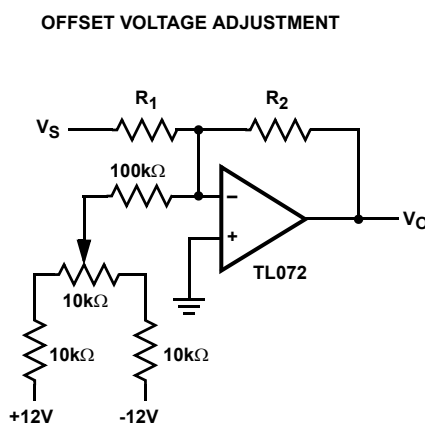 OFFSET VOLTAGE ADJUSTMENT
R1
R2
VS
100kΩ
−
+
VO
TL072
10kΩ
10kΩ
10kΩ
+12V
-12V